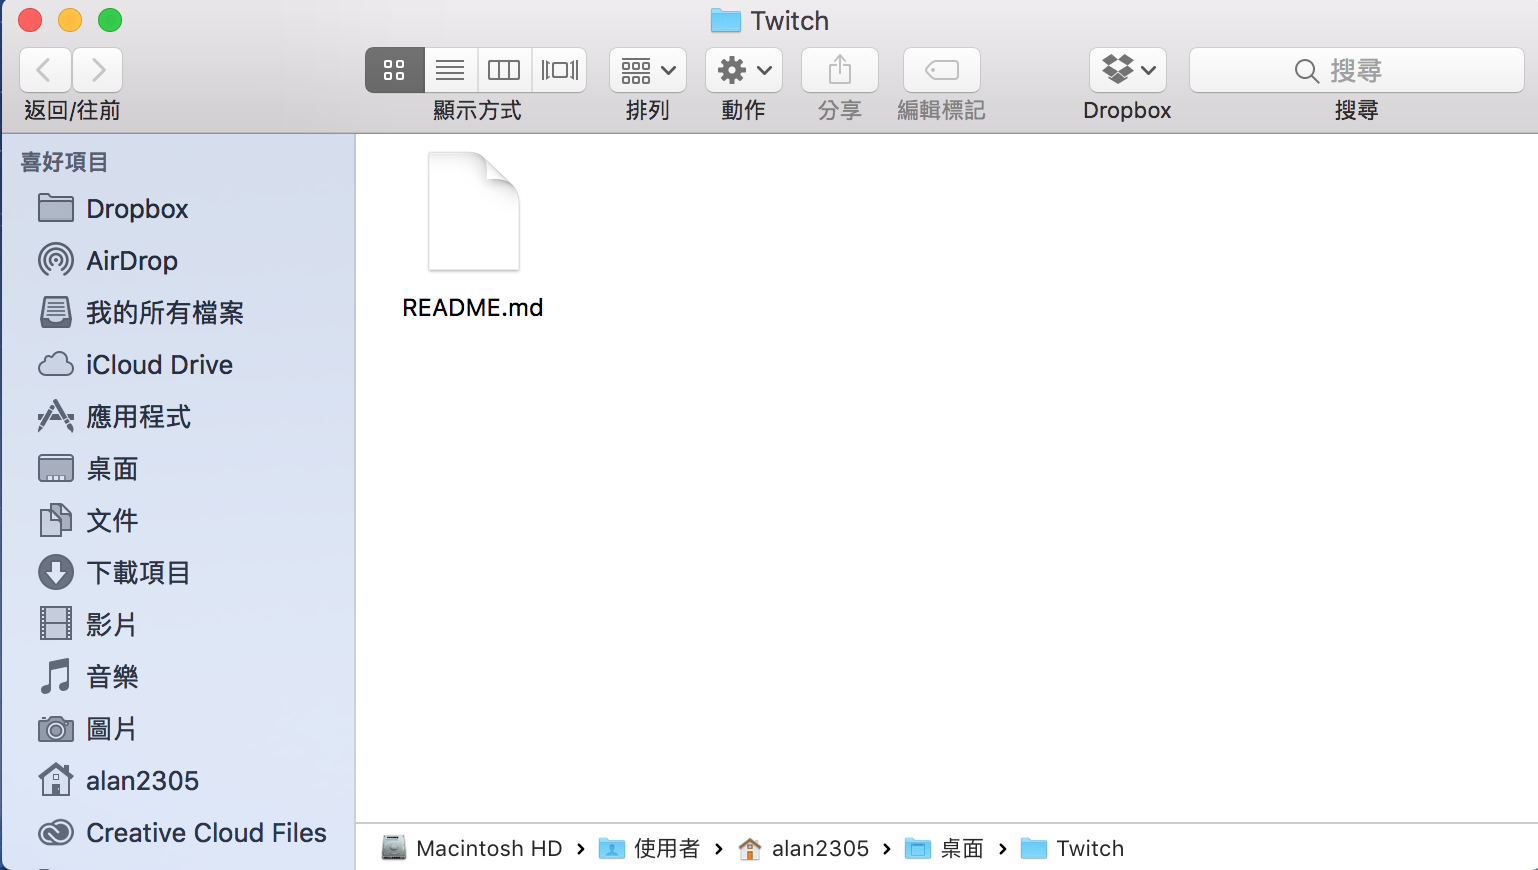 Twitch
返回/往前
顯示方式
排列
動作
分享
編輯標記
Dropbox
搜尋
搜尋
喜好項目
Dropbox
AirDrop
我的所有檔案
iCloud Drive
應用程式
桌面
文件
下載項目
影片
音樂
圖片
alan2305
Creative Cloud Files
README.md
Macintosh HD › 使用者 › alan2305 › 桌面 › Twitch